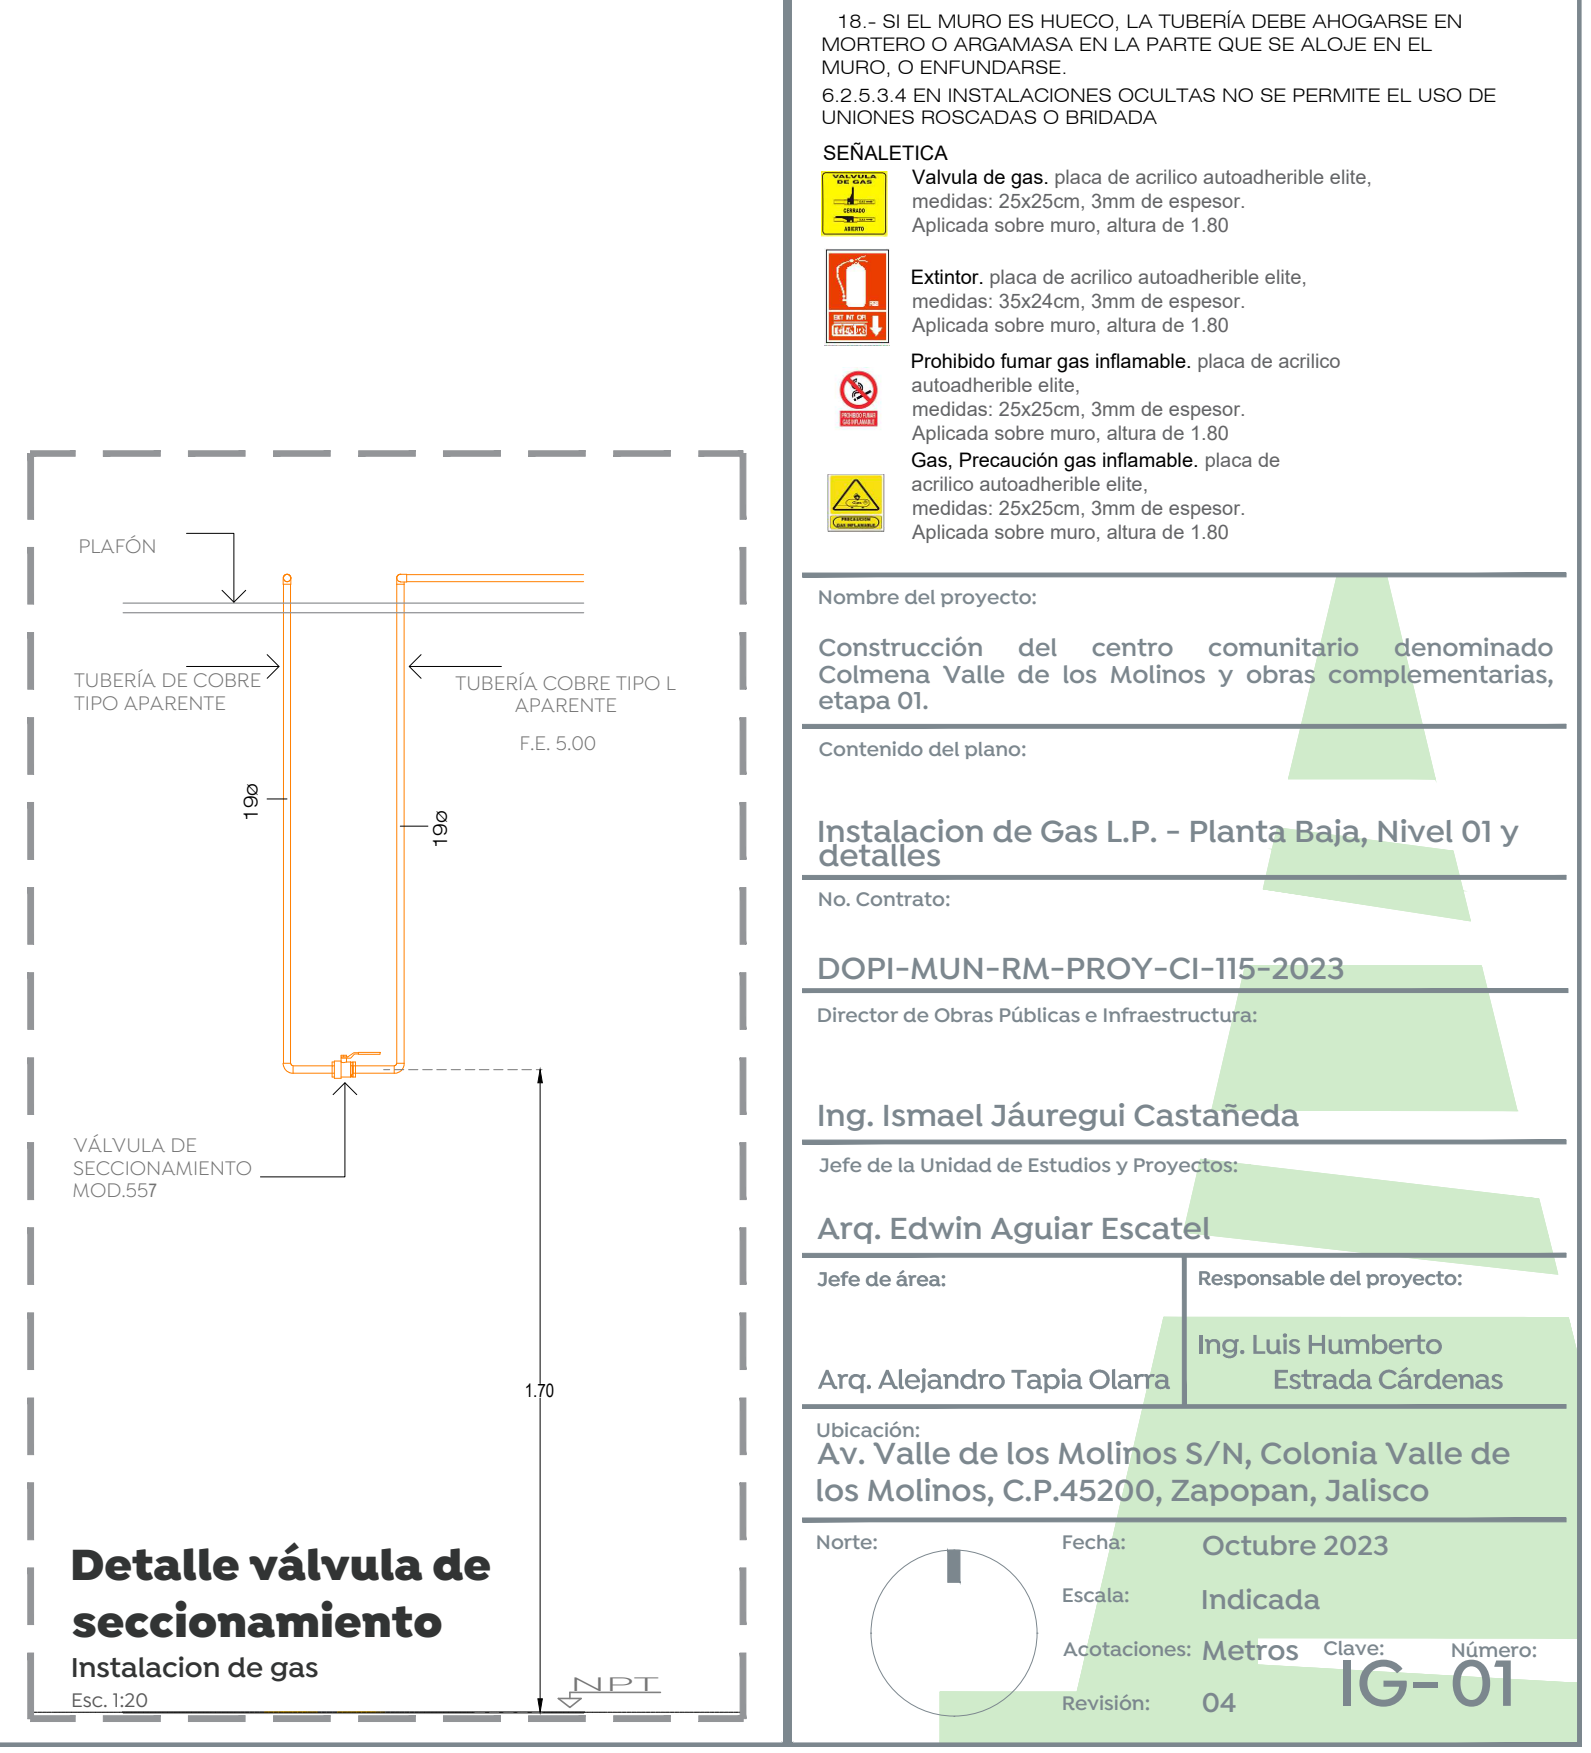 18.- SI EL MURO ES HUECO, LA TUBERÍA DEBE AHOGARSE EN
MORTERO O ARGAMASA EN LA PARTE QUE SE ALOJE EN EL
MURO, O ENFUNDARSE.
6.2.5.3.4 EN INSTALACIONES OCULTAS NO SE PERMITE EL USO DE
UNIONES ROSCADAS O BRIDADA
SEÑALETICA
VALVULA
DE GAS
CERRADO
ABIERTO
Valvula de gas. placa de acrilico autoadherible elite,
medidas: 25x25cm, 3mm de espesor.
Aplicada sobre muro, altura de 1.80
Extintor. placa de acrilico autoadherible elite,
medidas: 35x24cm, 3mm de espesor.
Aplicada sobre muro, altura de 1.80
PROHIBIDO FUMAR
GAS INFLAMABLE
Prohibido fumar gas inflamable. placa de acrilico
autoadherible elite,
medidas: 25x25cm, 3mm de espesor.
Aplicada sobre muro, altura de 1.80
PRECAUCION
GAS INFLAMABLE
Gas, Precaución gas inflamable. placa de
acrilico autoadherible elite,
medidas: 25x25cm, 3mm de espesor.
Aplicada sobre muro, altura de 1.80
PLAFÓN
TUBERÍA DE COBRE
TIPO APARENTE
TUBERÍA COBRE TIPO L
APARENTE
F.E. 5.00
19ø
19ø
VÁLVULA DE
SECCIONAMIENTO
MOD.557
1.70
Detalle válvula de
seccionamiento
Instalacion de gas
Esc. 1:20
NPT
Nombre del proyecto:
Construcción del centro comunitario denominado
Colmena Valle de los Molinos y obras complementarias,
etapa 01.
Contenido del plano:
Instalacion de Gas L.P. - Planta Baja, Nivel 01 y
detalles
No. Contrato:
DOPI-MUN-RM-PROY-CI-115-2023
Director de Obras Públicas e Infraestructura:
Ing. Ismael Jáuregui Castañeda
Jefe de la Unidad de Estudios y Proyectos:
Arq. Edwin Aguiar Escatel
Jefe de área:
Arq. Alejandro Tapia Olarra
Responsable del proyecto:
Ing. Luis Humberto
Estrada Cárdenas
Ubicación:
Av. Valle de los Molinos S/N, Colonia Valle de
los Molinos, C.P.45200, Zapopan, Jalisco
Norte:
Fecha: Octubre 2023
Escala: Indicada
Acotaciones: Metros
Revisión: 04
Clave: Número:
IG- 01